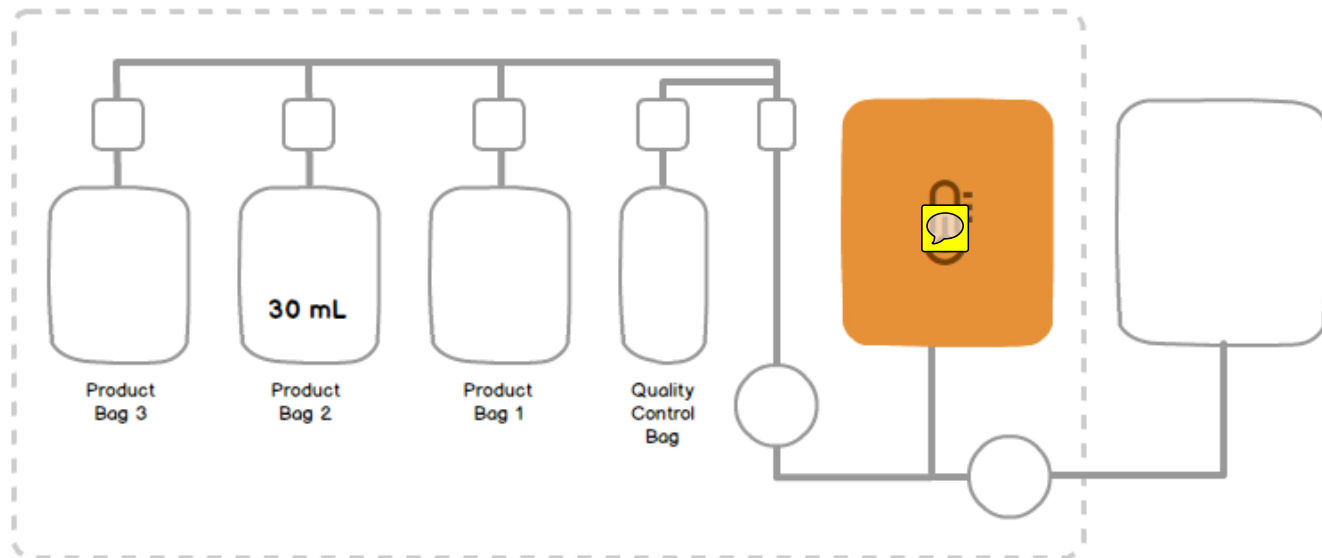 30 mL
Product
Bag 3
Product
Bag 2
Product
Bag 1
Quality
Control
Bag